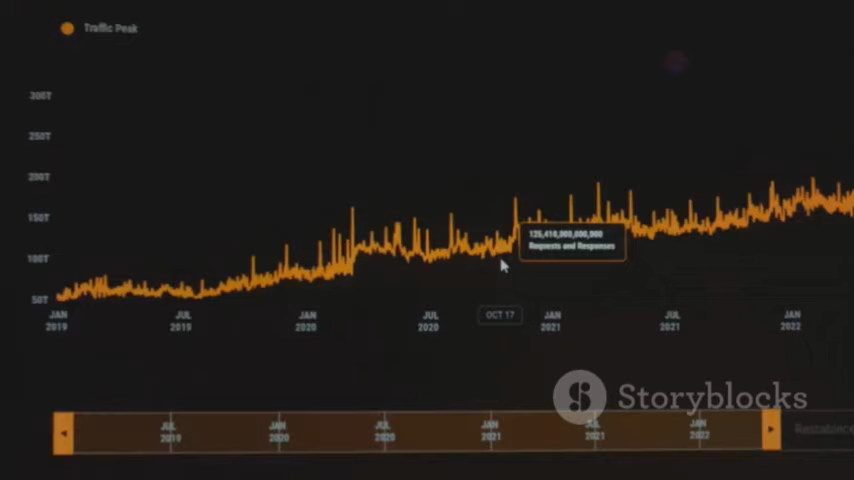 Traffic Peak
300T
250T
200T
150T
100T
50T
125,410,000,000,000
Requests and Responses
JAN 2019
JUL 2019
JAN 2020
JUL 2020
OCT 17
JAN 2021
JUL 2021
JAN 2022
Storyblocks
JUL 2019
JAN 2020
JUL 2020
JAN 2021
JUL 2021
JAN 2022